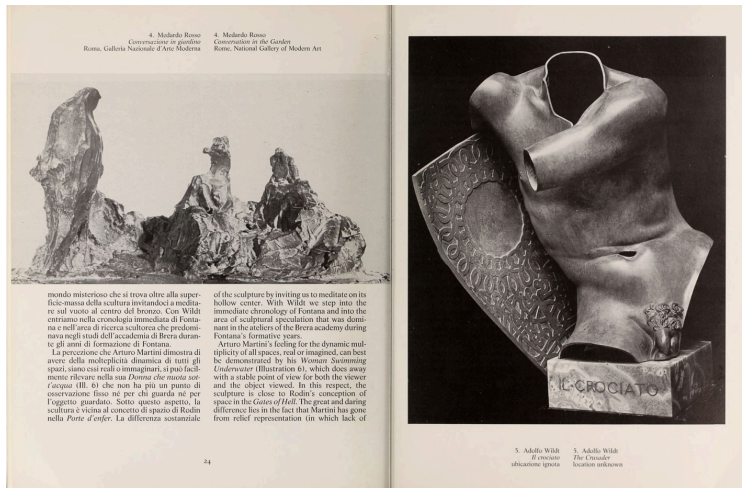 4. Medardo Rosso
Conversazione in giardino
Roma, Galleria Nazionale d'Arte Moderna
4. Medardo Rosso
Conversation in the Garden
Rome, National Gallery of Modern Art
mondo misterioso che si trova oltre alla super-
ficie-massa della scultura invitandoci a medita-
re sul vuoto al centro del bronzo. Con Wildt
entriamo nella cronologia immediata di Fonta-
na e nell'area di ricerca scultorea che predomi-
nava negli studi dell'accademia di Brera duran-
te gli anni di formazione di Fontana.
La percezione che Arturo Martini dimostra di
avere della molteplicità dinamica di tutti gli
spazi, siano essi reali o immaginari, si può facil-
mente rilevare nella sua Donna che nuota sot-
t'acqua (Ill. 6) che non ha più un punto di
osservazione fisso né per chi guarda né per
l'oggetto guardato. Sotto questo aspetto, la
scultura è vicina al concetto di spazio di Rodin
nella Porte d'enfer. La differenza sostanziale
of the sculpture by inviting us to meditate on its
hollow center. With Wildt we step into the
immediate chronology of Fontana and into the
area of sculptural speculation that was domi-
nant in the ateliers of the Brera academy during
Fontana's formative years.
Arturo Martini's feeling for the dynamic mul-
tiplicity of all spaces, real or imagined, can best
be demonstrated by his Woman Swimming
Underwater (Illustration 6), which does away
with a stable point of view for both the viewer
and the object viewed. In this respect, the
sculpture is close to Rodin's conception of
space in the Gates of Hell. The great and daring
difference lies in the fact that Martini has gone
from relief representation (in which lack of
24
IL CROCIATO
5. Adolfo Wildt
Il crociato
ubicazione ignota
5. Adolfo Wildt
The Crusader
location unknown